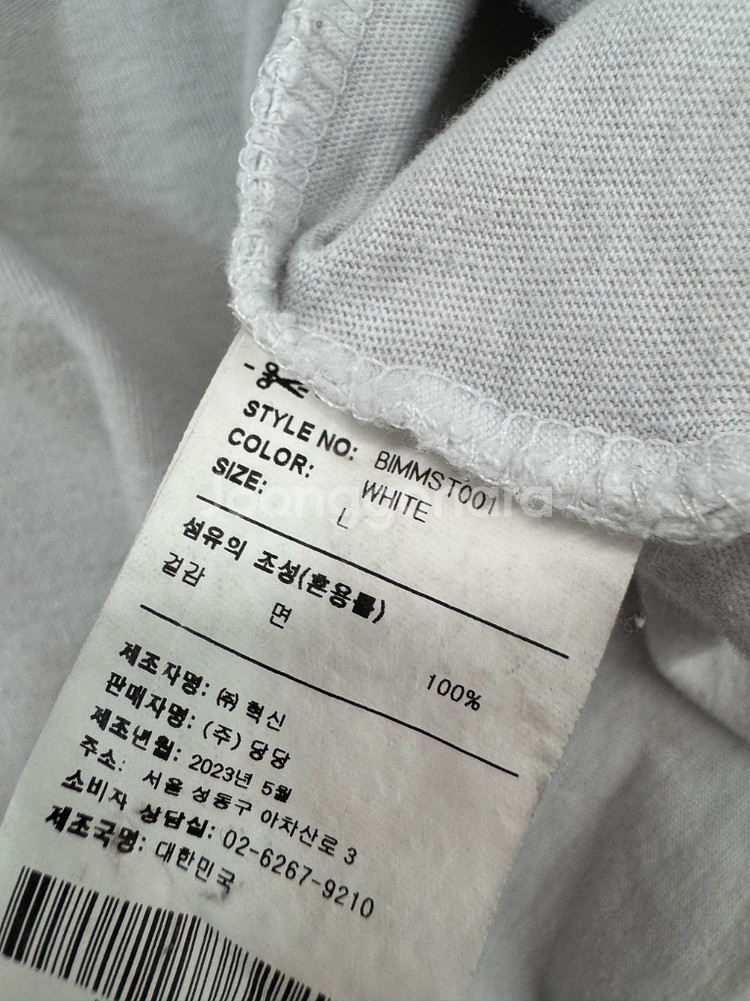 STYLE NO: BIMMST001
COLOR: WHITE
SIZE: L
섬유의 조성(혼용률)
겉감 면 100%
제조자명: ㈜ 혁신
판매자명: (주) 당당
제조년월: 2023년 5월
주소: 서울 성동구 아차산로 3
소비자 상담실: 02-6267-9210
제조국명: 대한민국
Joonggonara